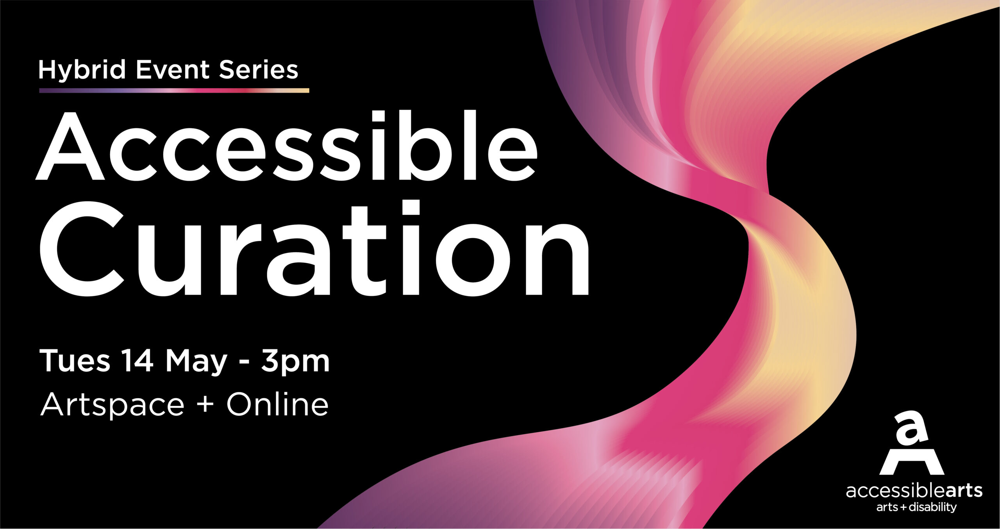 Hybrid Event Series
Accessible
Curation
Tues 14 May - 3pm
Artspace + Online
a
A
accessiblearts
arts + disability